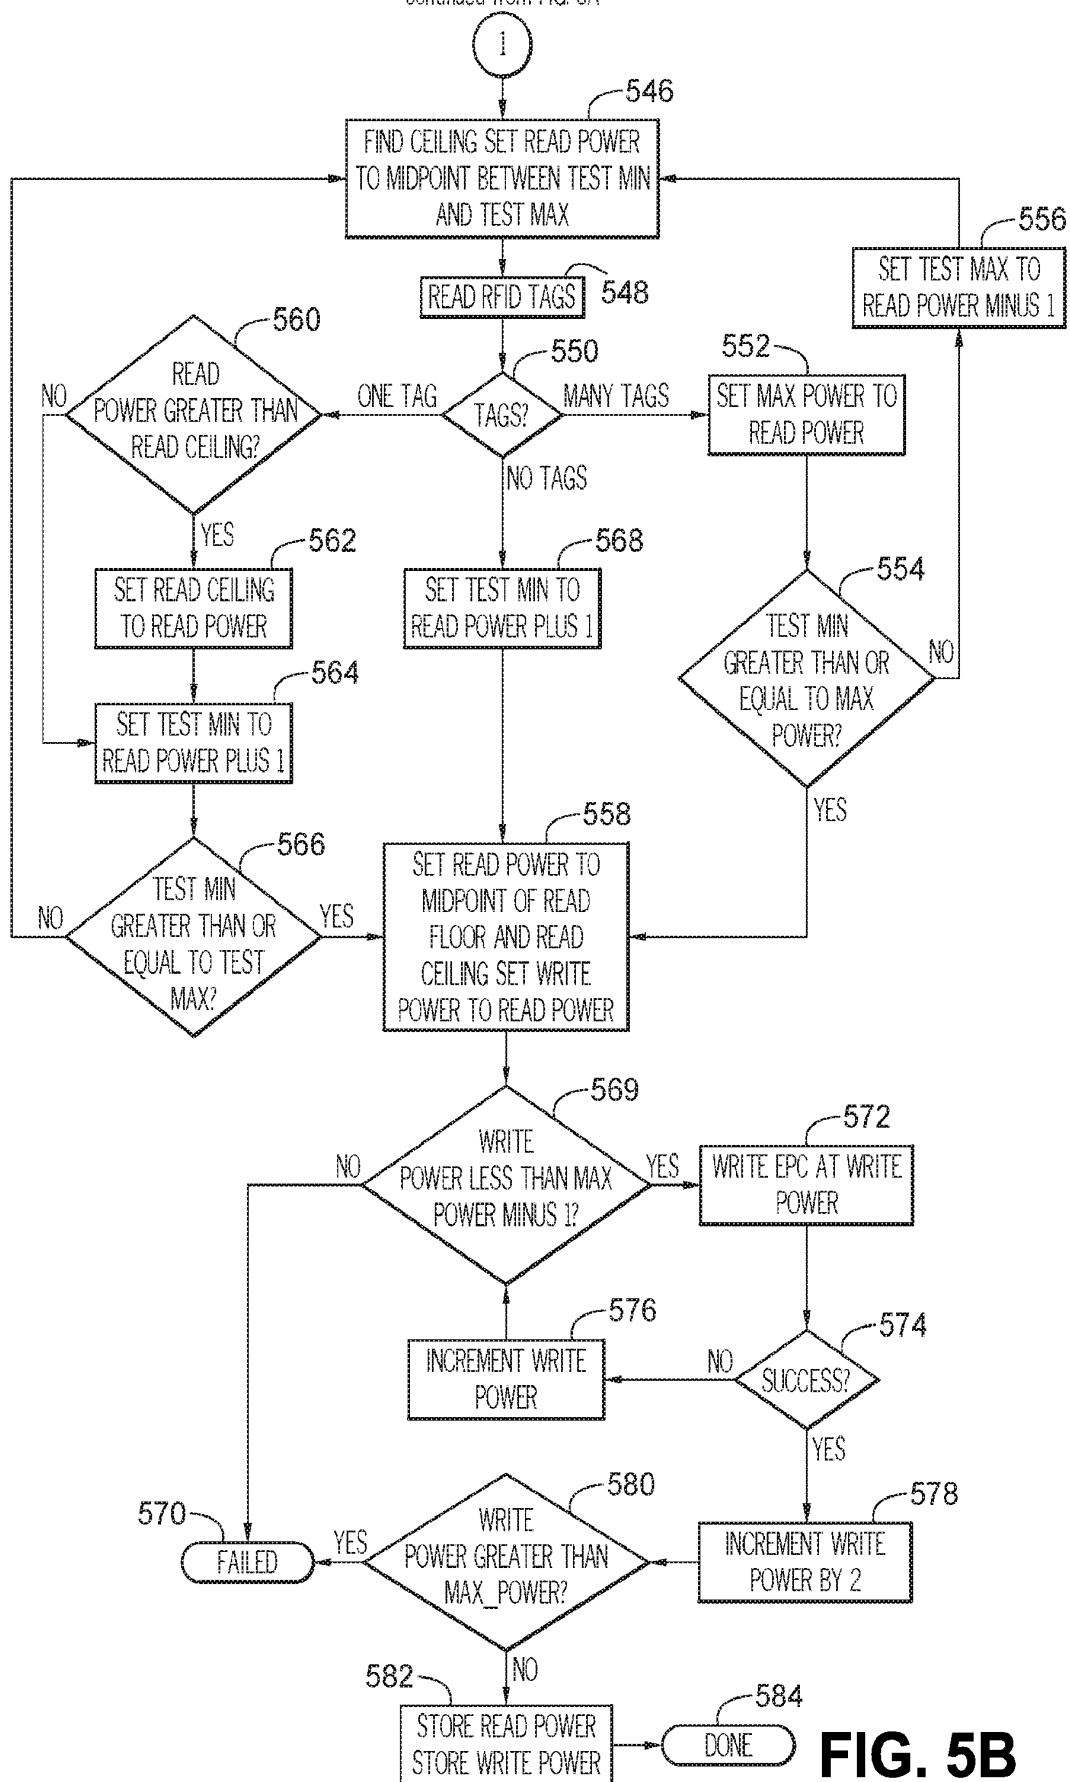 Continued from FIG. 5A
1
546
FIND CEILING SET READ POWER
TO MIDPOINT BETWEEN TEST MIN
AND TEST MAX
556
SET TEST MAX TO
READ POWER MINUS 1
READ RFID TAGS
548
560
READ
POWER GREATER THAN
READ CEILING?
NO
ONE TAG
550
TAGS?
MANY TAGS
552
SET MAX POWER TO
READ POWER
NO TAGS
YES
562
SET READ CEILING
TO READ POWER
568
SET TEST MIN TO
READ POWER PLUS 1
554
TEST MIN
GREATER THAN OR
EQUAL TO MAX
POWER?
NO
564
SET TEST MIN TO
READ POWER PLUS 1
YES
566
TEST MIN
GREATER THAN OR
EQUAL TO TEST
MAX?
NO
YES
558
SET READ POWER TO
MIDPOINT OF READ
FLOOR AND READ
CEILING SET WRITE
POWER TO READ POWER
569
WRITE
POWER LESS THAN MAX
POWER MINUS 1?
NO
YES
572
WRITE EPC AT WRITE
POWER
576
INCREMENT WRITE
POWER
NO
574
SUCCESS?
YES
570
FAILED
YES
580
WRITE
POWER GREATER THAN
MAX_POWER?
578
INCREMENT WRITE
POWER BY 2
NO
582
STORE READ POWER
STORE WRITE POWER
584
DONE
FIG. 5B